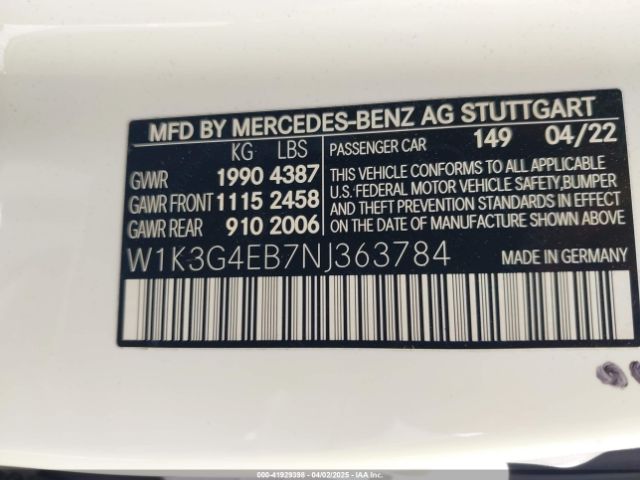 MFD BY MERCEDES-BENZ AG STUTTGART
KG LBS
GVWR 1990 4387
GAWR FRONT 1115 2458
GAWR REAR 910 2006
PASSENGER CAR 149 04/22
THIS VEHICLE CONFORMS TO ALL APPLICABLE
U.S. FEDERAL MOTOR VEHICLE SAFETY,BUMPER
AND THEFT PREVENTION STANDARDS IN EFFECT
ON THE DATE OF MANUFACTURE SHOWN ABOVE.
W1K3G4EB7NJ363784 MADE IN GERMANY
000-41929398 - 04/02/2025 - IAAI.COM